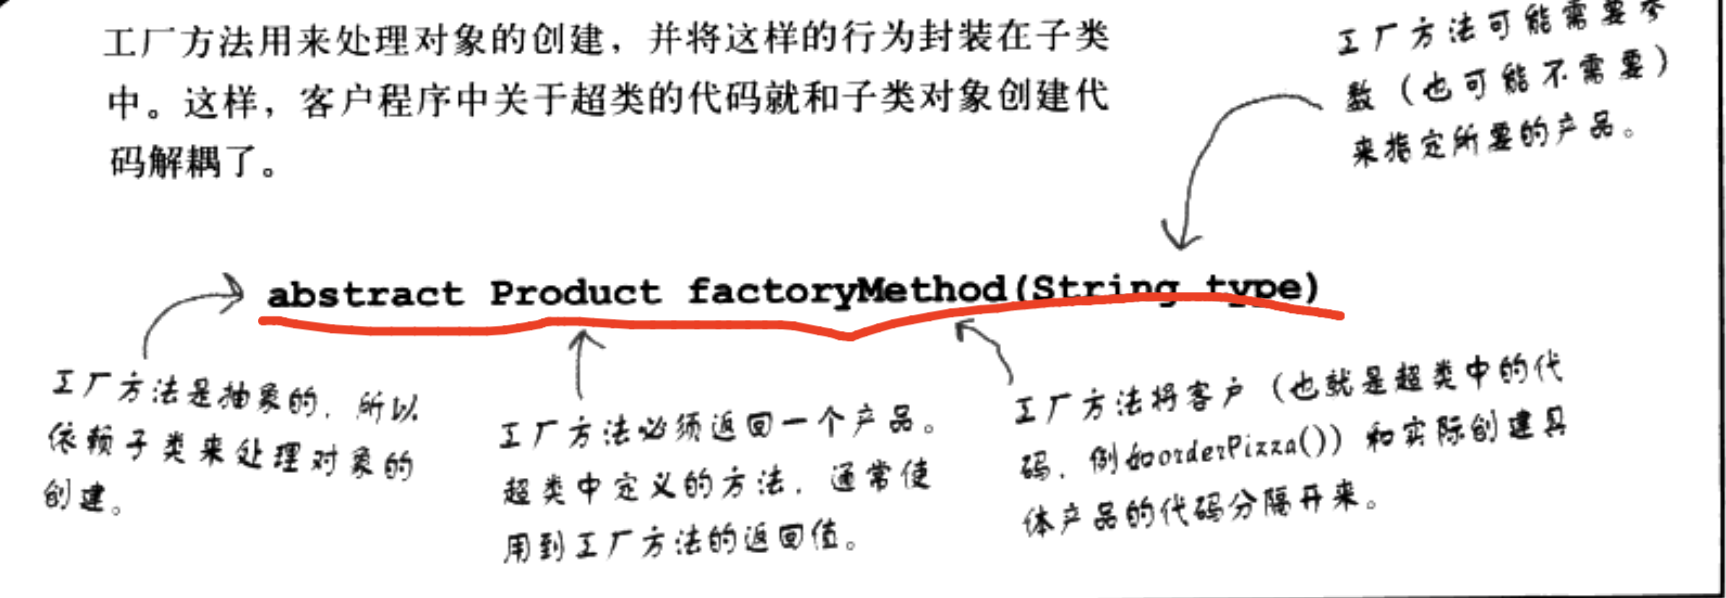 工厂方法用来处理对象的创建，并将这样的行为封装在子类
中。这样，客户程序中关于超类的代码就和子类对象创建代
码解耦了。
工厂方法可能需要参
数（也可能不需要）
来指定所要的产品。
abstract Product factoryMethod(String type)
工厂方法是抽象的，所以
依赖子类来处理对象的
创建。
工厂方法必须返回一个产品。
超类中定义的方法，通常使
用到工厂方法的返回值。
工厂方法将客户（也就是超类中的代
码，例如orderPizza()）和实际创建具
体产品的代码分隔开来。